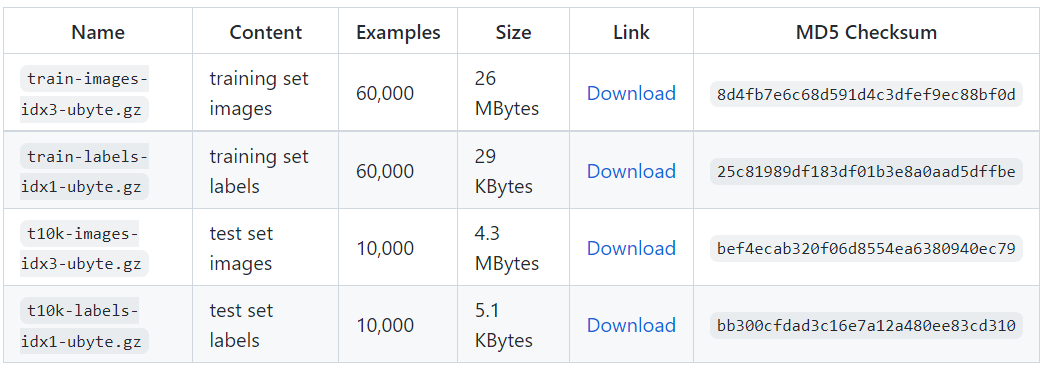 Name Content Examples Size Link MD5 Checksum
train-images-idx3-ubyte.gz training set images 60,000 26 MBytes Download 8d4fb7e6c68d591d4c3dfef9ec88bf0d
train-labels-idx1-ubyte.gz training set labels 60,000 29 KBytes Download 25c81989df183df01b3e8a0aad5dffbe
t10k-images-idx3-ubyte.gz test set images 10,000 4.3 MBytes Download bef4ecab320f06d8554ea6380940ec79
t10k-labels-idx1-ubyte.gz test set labels 10,000 5.1 KBytes Download bb300cfdad3c16e7a12a480ee83cd310